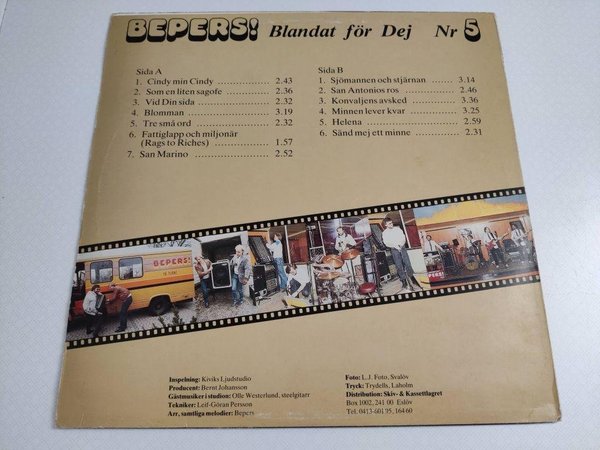 BEPERS! Blandat för Dej Nr 5
Sida A
1. Cindy min Cindy ................ 2.43
2. Som en liten sagofe ............ 2.36
3. Vid Din sida .................... 2.32
4. Blomman ...................... 3.19
5. Tre små ord .................... 2.32
6. Fattiglapp och miljonär
(Rags to Riches) ................ 1.57
7. San Marino .................... 2.52
Sida B
1. Sjömannen och stjärnan ........ 3.14
2. San Antonios ros ............... 2.46
3. Konvaljens avsked .............. 3.36
4. Minnen lever kvar .............. 3.25
5. Helena ........................ 2.59
6. Sänd mej ett minne ............. 2.31
BEPERS!
BEPERS
Inspelning: Kiviks Ljudstudio
Producent: Bernt Johansson
Gästmusiker i studion: Olle Westerlund, steelgitarr
Tekniker: Leif-Göran Persson
Arr, samtliga melodier: Bepers
Foto: L.J. Foto, Svalöv
Tryck: Trydells, Laholm
Distribution: Skiv- & Kassettlagret
Box 1002, 241 00 Eslöv
Tel. 0413-601 95, 164 60